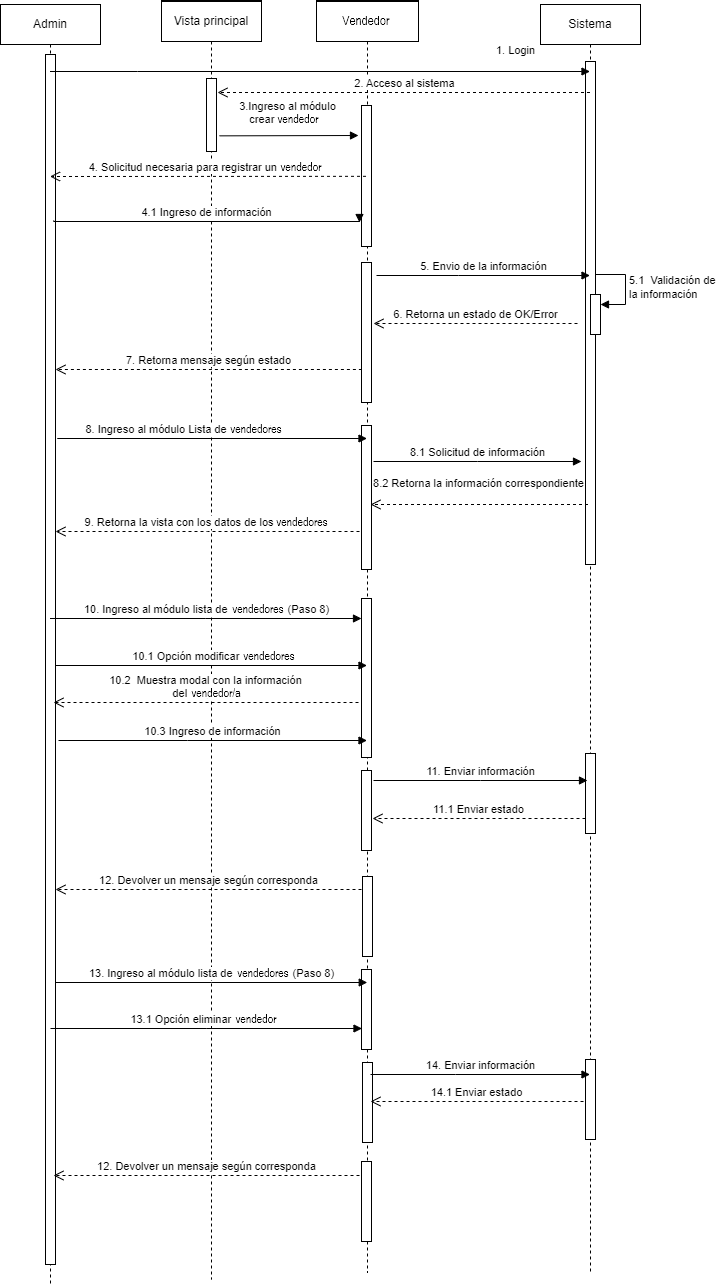 Admin
Vista principal
Vendedor
Sistema
1. Login
2. Acceso al sistema
3.Ingreso al módulo
crear vendedor
4. Solicitud necesaria para registrar un vendedor
4.1 Ingreso de información
5. Envio de la información
5.1 Validación de
la información
6. Retorna un estado de OK/Error
7. Retorna mensaje según estado
8. Ingreso al módulo Lista de vendedores
8.1 Solicitud de información
8.2 Retorna la información correspondiente
9. Retorna la vista con los datos de los vendedores
10. Ingreso al módulo lista de vendedores (Paso 8)
10.1 Opción modificar vendedores
10.2 Muestra modal con la información
del vendedor/a
10.3 Ingreso de información
11. Enviar información
11.1 Enviar estado
12. Devolver un mensaje según corresponda
13. Ingreso al módulo lista de vendedores (Paso 8)
13.1 Opción eliminar vendedor
14. Enviar información
14.1 Enviar estado
12. Devolver un mensaje según corresponda